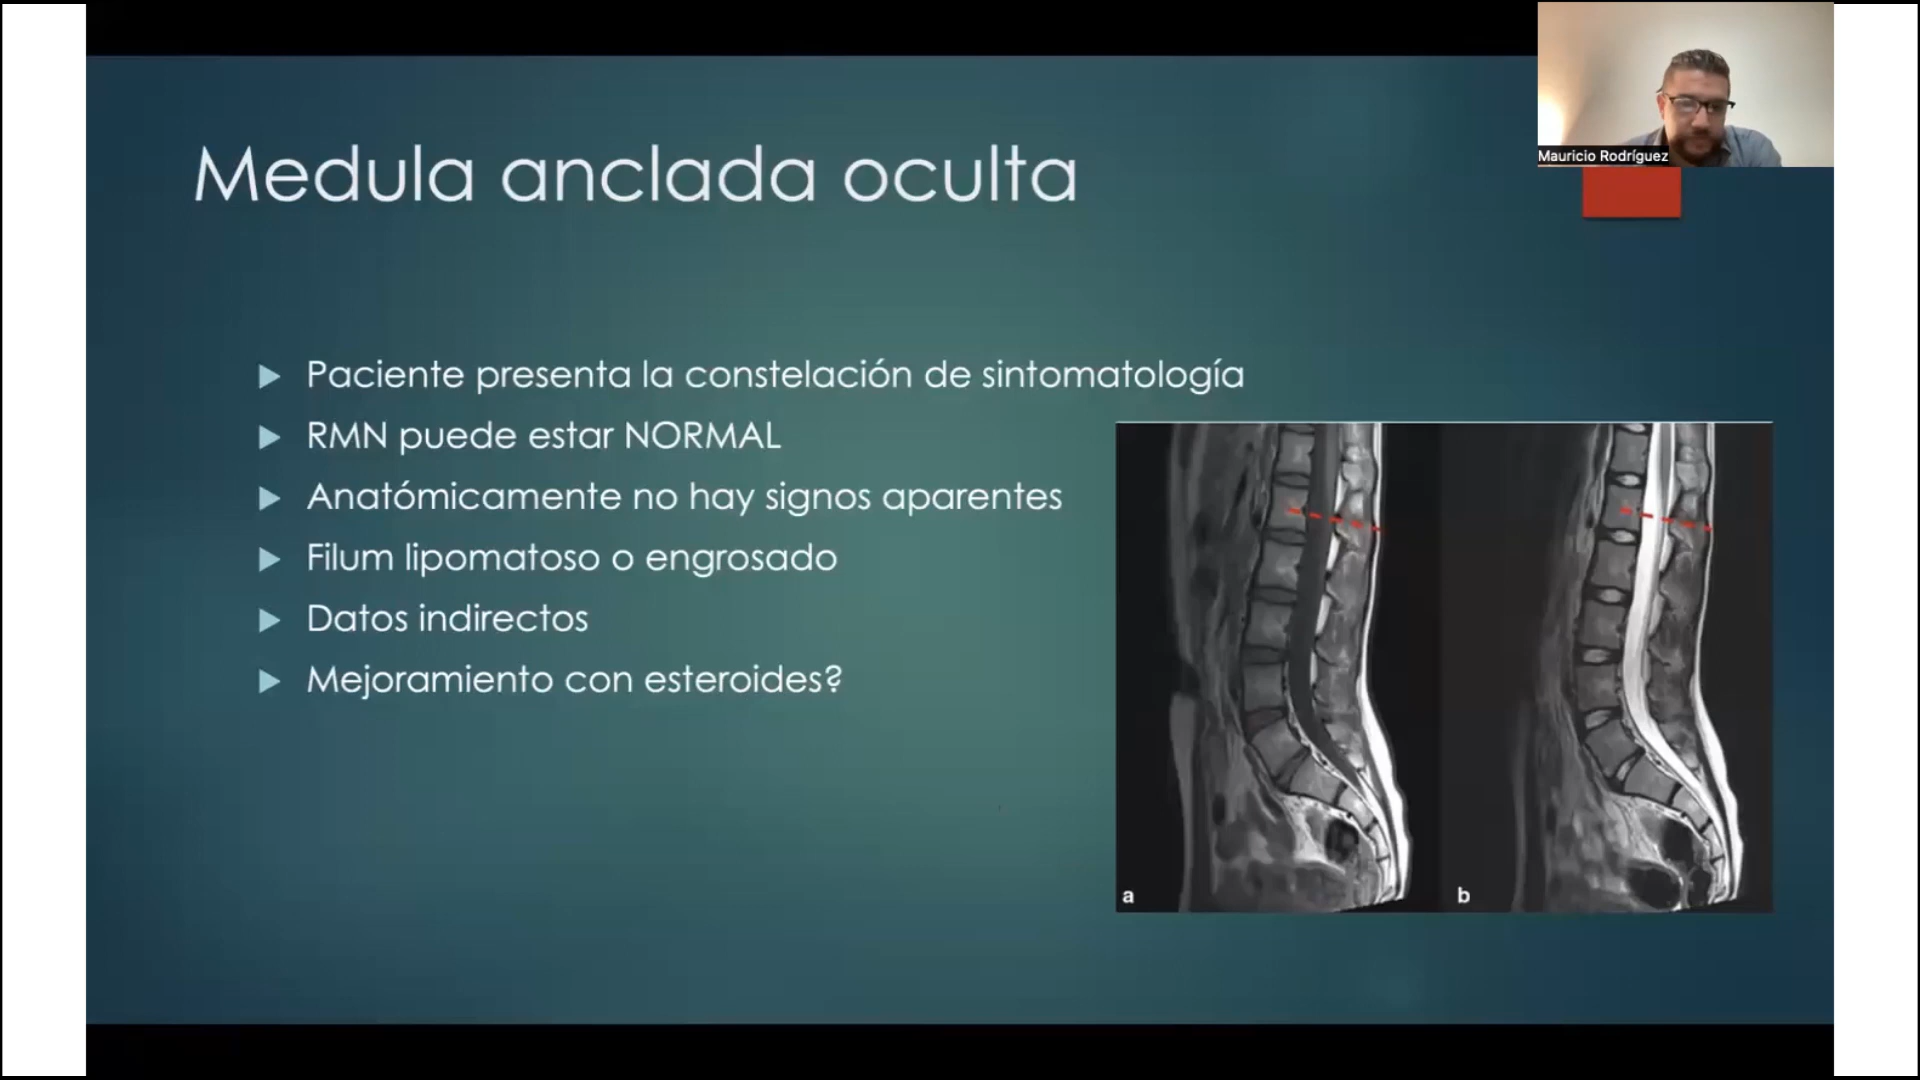 Mauricio Rodríguez
Medula anclada oculta
Paciente presenta la constelación de sintomatología
RMN puede estar NORMAL
Anatómicamente no hay signos aparentes
Filum lipomatoso o engrosado
Datos indirectos
Mejoramiento con esteroides?
a
b